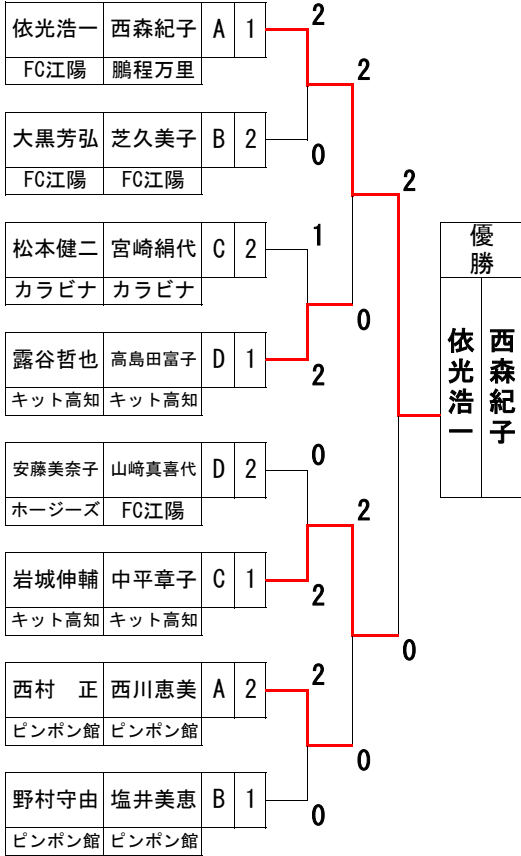 依光浩一 西森紀子 A 1
FC江陽 鵬程万里
2
大黒芳弘 芝久美子 B 2
FC江陽 FC江陽
0
2
松本健二 宮崎絹代 C 2
カラビナ カラビナ
1
露谷哲也 高島田富子 D 1
キット高知 キット高知
2
0
2
安藤美奈子 山﨑真喜代 D 2
ホージーズ FC江陽
0
岩城伸輔 中平章子 C 1
キット高知 キット高知
2
2
西村 正 西川恵美 A 2
ピンポン館 ピンポン館
2
野村守由 塩井美恵 B 1
ピンポン館 ピンポン館
0
0
0
優勝
依光浩一
西森紀子